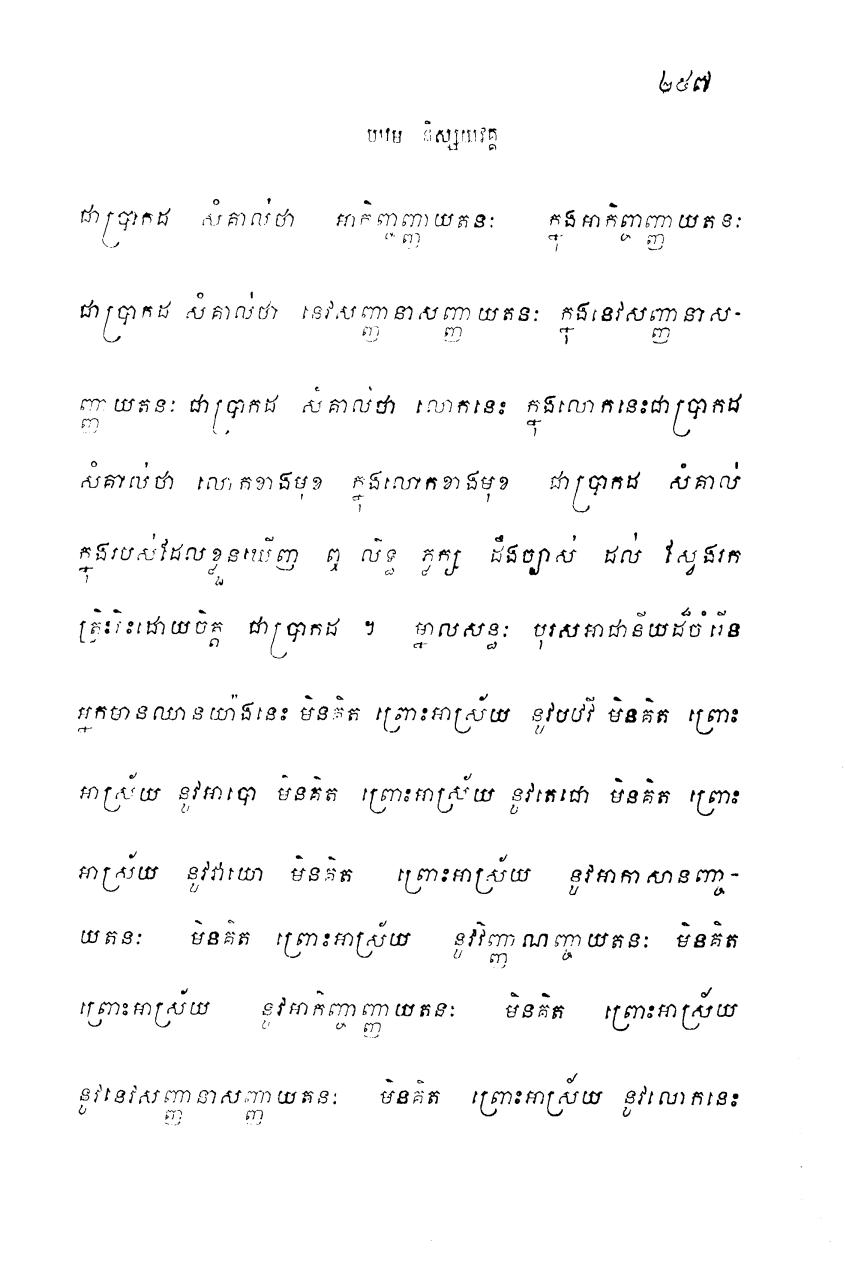 ២៥៧
បឋម និស្សយវគ្គ
ជាប្រាកដ សំគាល់ថា អាកិញ្ចញ្ញាយតនៈ ក្នុងអាកិញ្ចញ្ញាយតនៈ
ជាប្រាកដ សំគាល់ថា នេវសញ្ញានាសញ្ញាយតនៈ ក្នុងនេវសញ្ញានាស-
ញ្ញាយតនៈ ជាប្រាកដ សំគាល់ថា លោកនេះ ក្នុងលោកនេះជាប្រាកដ
សំគាល់ថា លោកខាងមុខ ក្នុងលោកខាងមុខ ជាប្រាកដ សំគាល់
ក្នុងរបស់ដែលខ្លួនឃើញ ឮ លិទ្ធ ភ្លក្ស ដឹងច្បាស់ ដល់ ស្វែងរក
ត្រិះរិះដោយចិត្ត ជាប្រាកដ ។ ម្នាលសន្ធៈ បុរសអាជានីយដ៏ចំរើន
អ្នកមានឈានយ៉ាងនេះ មិនគិត ព្រោះអាស្រ័យ នូវបឋវី មិនគិត ព្រោះ
អាស្រ័យ នូវអាបោ មិនគិត ព្រោះអាស្រ័យ នូវតេជោ មិនគិត ព្រោះ
អាស្រ័យ នូវវាយោ មិនគិត ព្រោះអាស្រ័យ នូវអាកាសានញ្ចា-
យតនៈ មិនគិត ព្រោះអាស្រ័យ នូវវិញ្ញាណញ្ចាយតនៈ មិនគិត
ព្រោះអាស្រ័យ នូវអាកិញ្ចញ្ញាយតនៈ មិនគិត ព្រោះអាស្រ័យ
នូវនេវសញ្ញានាសញ្ញាយតនៈ មិនគិត ព្រោះអាស្រ័យ នូវលោកនេះ